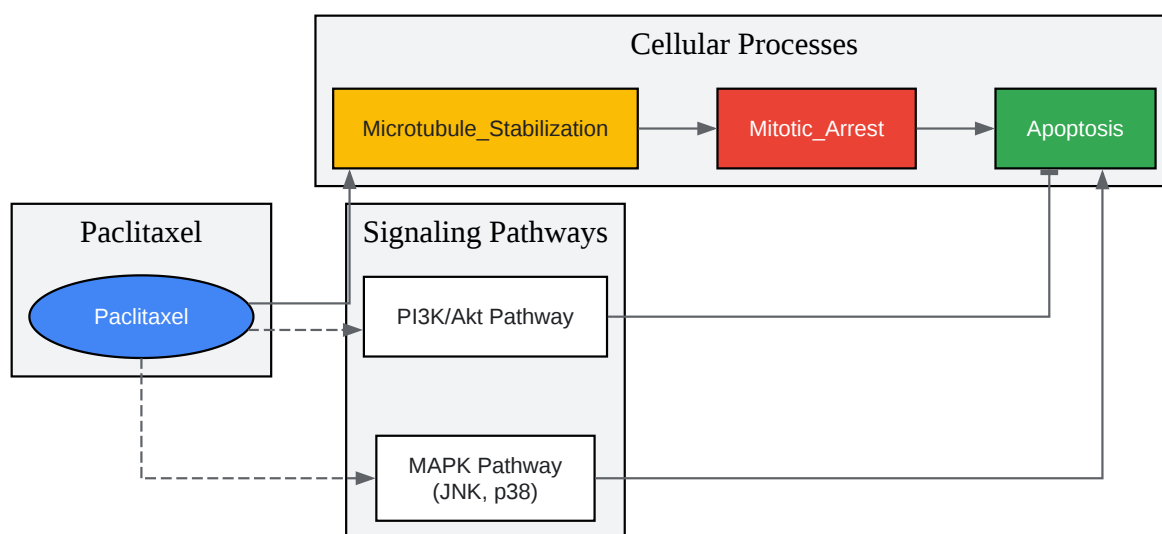 Cellular Processes
Microtubule_Stabilization
Mitotic_Arrest
Apoptosis
Paclitaxel
Paclitaxel
Signaling Pathways
PI3K/Akt Pathway
MAPK Pathway
(JNK, p38)